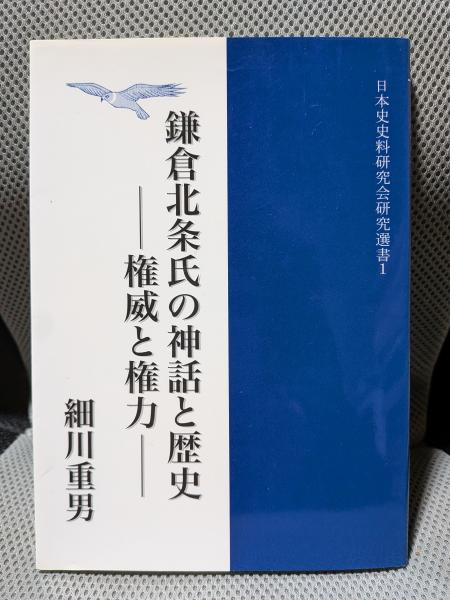 日本史史料研究会研究選書1
鎌倉北条氏の神話と歴史
――権威と権力――
細川重男